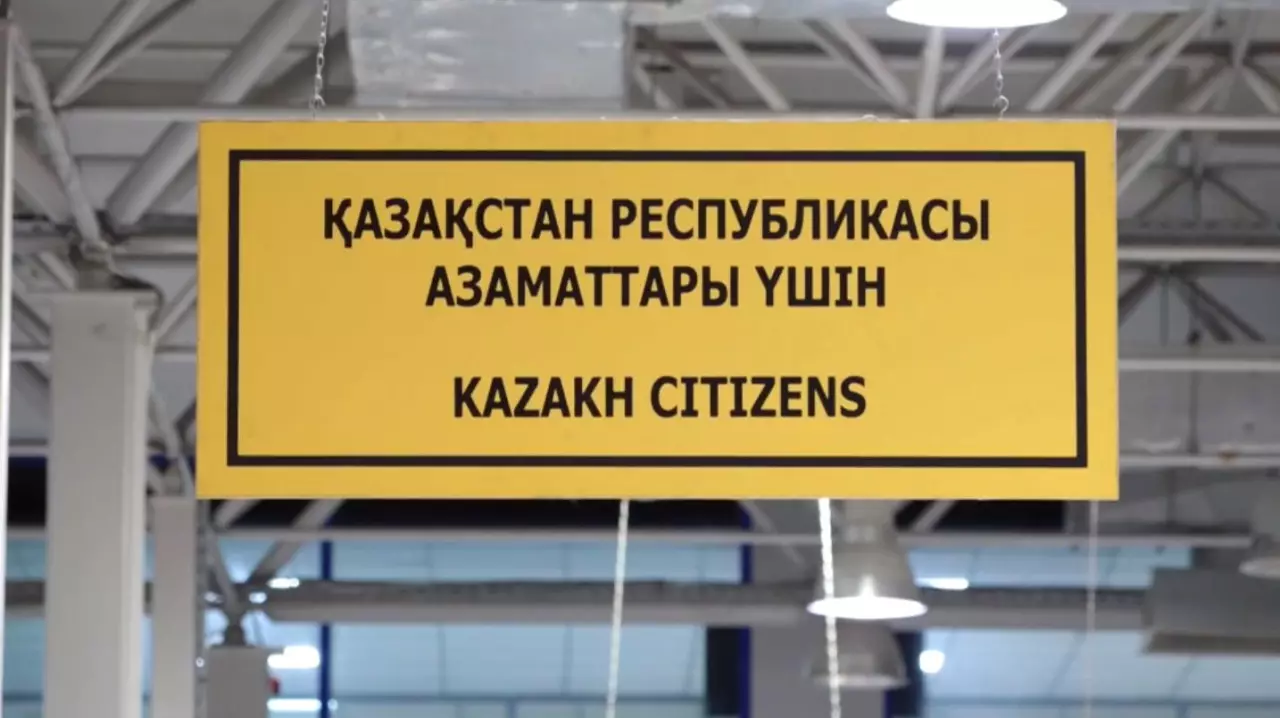 ҚАЗАҚСТАН РЕСПУБЛИКАСЫ
АЗАМАТТАРЫ ҮШІН
KAZAKH CITIZENS